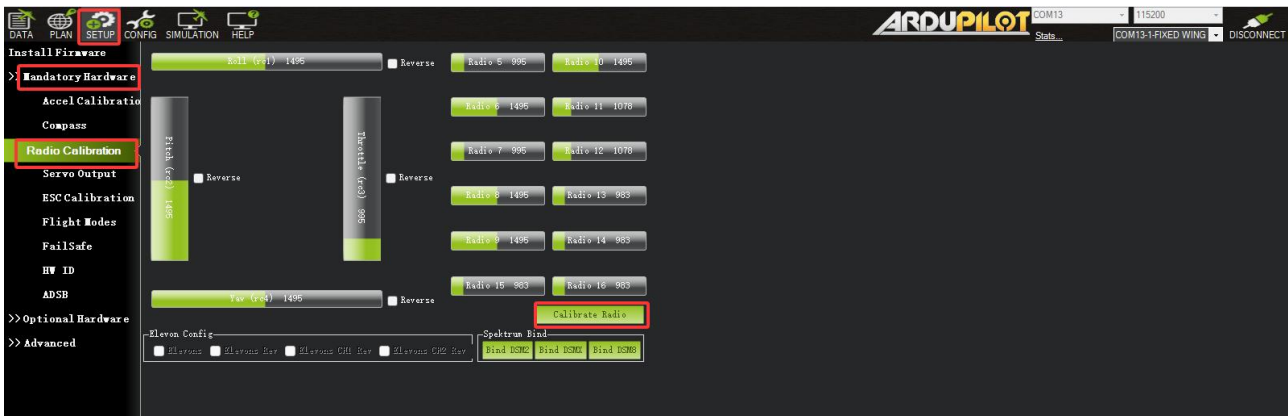 DATA PLAN SETUP CONFIG SIMULATION HELP
ARDUPILOT
COM13 115200
Stats... COM13-1-FIXED WING DISCONNECT
Install Firmware
>> Mandatory Hardware
Accel Calibratio
Compass
Radio Calibration
Servo Output
ESC Calibration
Flight Modes
FailSafe
HW ID
ADSB
>> Optional Hardware
>> Advanced
Roll (rc1) 1495 Reverse
Pitch (rc2) 1495 Reverse
Throttle (rc3) 995 Reverse
Yaw (rc4) 1495 Reverse
Radio 5 995 Radio 10 1495
Radio 6 1495 Radio 11 1078
Radio 7 995 Radio 12 1078
Radio 8 1495 Radio 13 983
Radio 9 1495 Radio 14 983
Radio 15 983 Radio 16 983
Calibrate Radio
Elevon Config
Elevons Elevons Rev Elevons CH1 Rev Elevons CH2 Rev
Spektrum Bind
Bind DSM2 Bind DSMX Bind DSM8